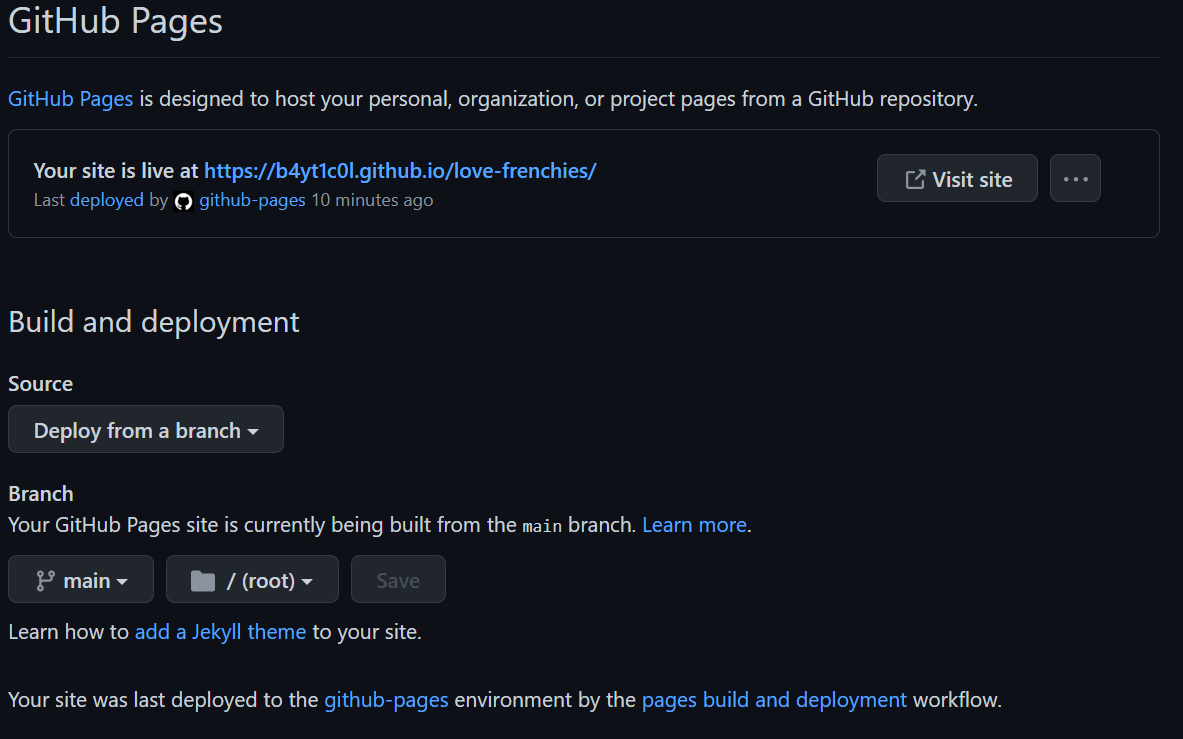 GitHub Pages
GitHub Pages is designed to host your personal, organization, or project pages from a GitHub repository.
Your site is live at https://b4yt1c0l.github.io/love-frenchies/
Last deployed by github-pages 10 minutes ago
Visit site
Build and deployment
Source
Deploy from a branch
Branch
Your GitHub Pages site is currently being built from the main branch. Learn more.
main
/ (root)
Save
Learn how to add a Jekyll theme to your site.
Your site was last deployed to the github-pages environment by the pages build and deployment workflow.